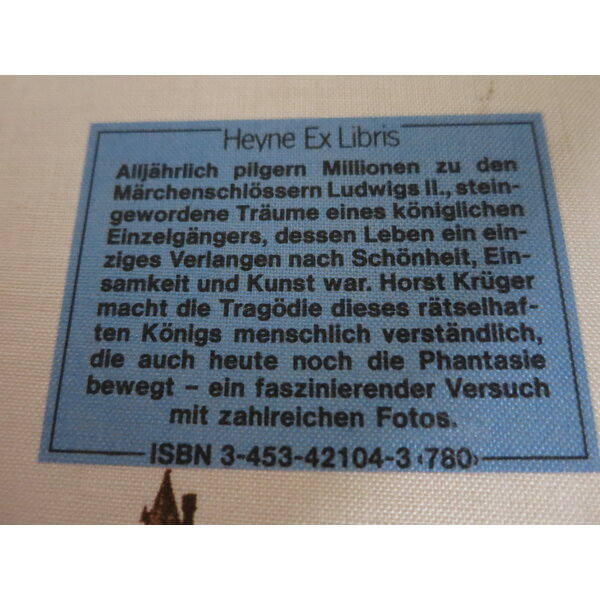 Heyne Ex Libris
Alljährlich pilgern Millionen zu den
Märchenschlössern Ludwigs II., stein-
gewordene Träume eines königlichen
Einzelgängers, dessen Leben ein ein-
ziges Verlangen nach Schönheit, Ein-
samkeit und Kunst war. Horst Krüger
macht die Tragödie dieses rätselhaf-
ten Königs menschlich verständlich,
die auch heute noch die Phantasie
bewegt – ein faszinierender Versuch
mit zahlreichen Fotos.
ISBN 3-453-42104-3 ‹780›